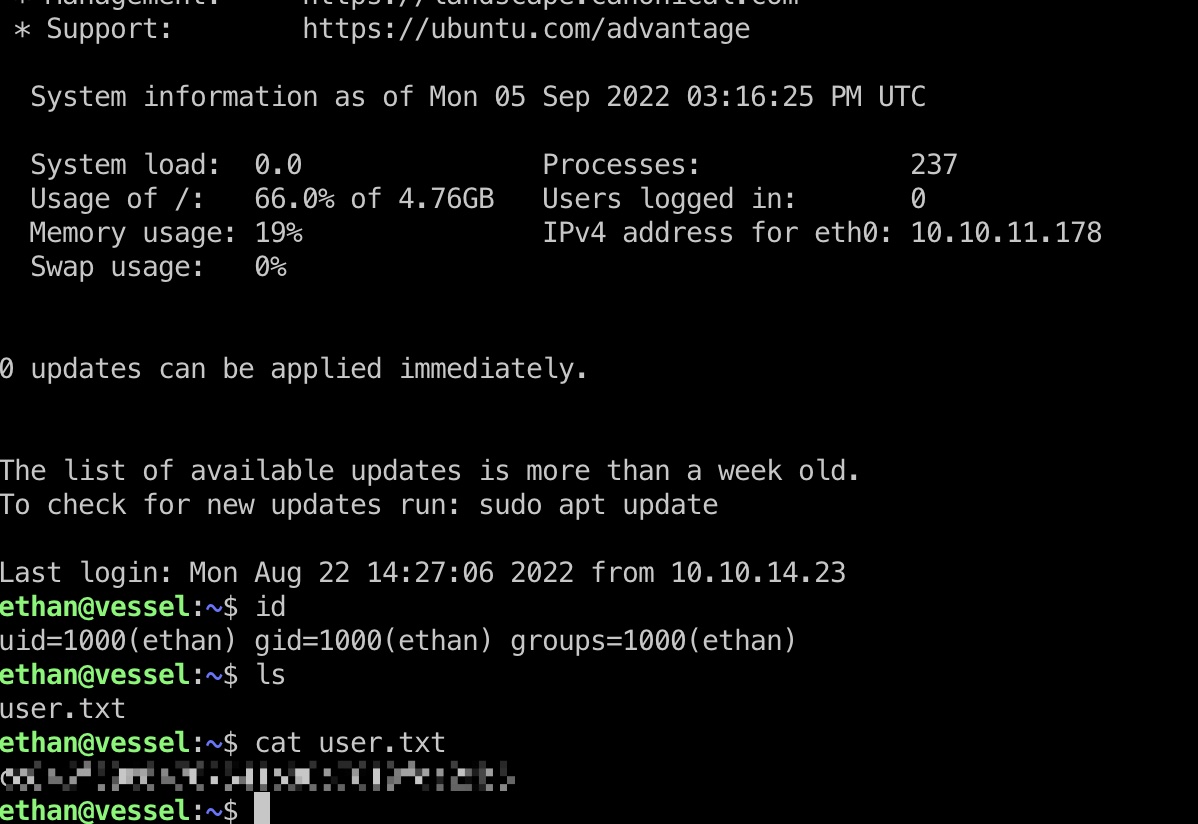 * Management: https://landscape.canonical.com
* Support: https://ubuntu.com/advantage
System information as of Mon 05 Sep 2022 03:16:25 PM UTC
System load: 0.0 Processes: 237
Usage of /: 66.0% of 4.76GB Users logged in: 0
Memory usage: 19% IPv4 address for eth0: 10.10.11.178
Swap usage: 0%
0 updates can be applied immediately.
The list of available updates is more than a week old.
To check for new updates run: sudo apt update
Last login: Mon Aug 22 14:27:06 2022 from 10.10.14.23
ethan@vessel:~$ id
uid=1000(ethan) gid=1000(ethan) groups=1000(ethan)
ethan@vessel:~$ ls
user.txt
ethan@vessel:~$ cat user.txt
ethan@vessel:~$